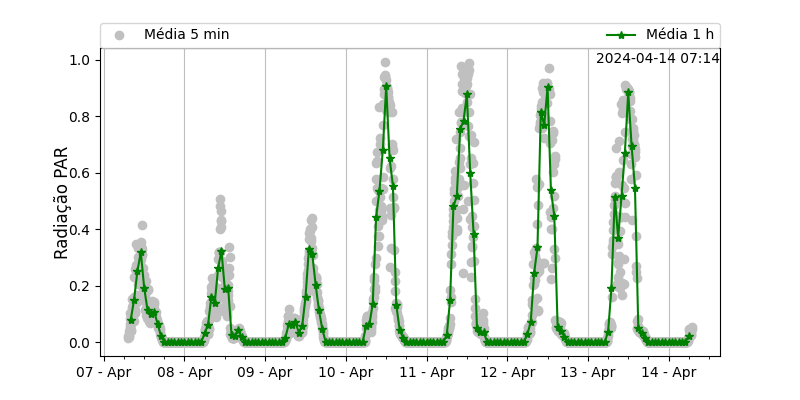 Média 5 min
Média 1 h
2024-04-14 07:14
Radiação PAR
1.0
0.8
0.6
0.4
0.2
0.0
07 - Apr
08 - Apr
09 - Apr
10 - Apr
11 - Apr
12 - Apr
13 - Apr
14 - Apr